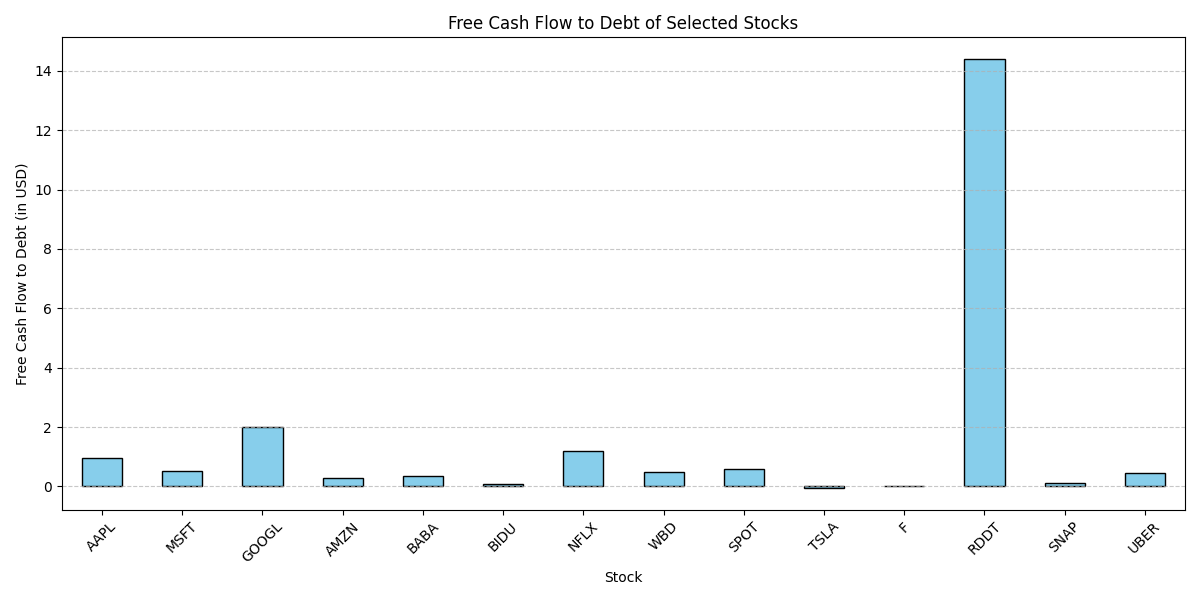 Free Cash Flow to Debt of Selected Stocks
Free Cash Flow to Debt (in USD)
14
12
10
8
6
4
2
0
AAPL
MSFT
GOOGL
AMZN
BABA
BIDU
NFLX
WBD
SPOT
TSLA
F
RDDT
SNAP
UBER
Stock